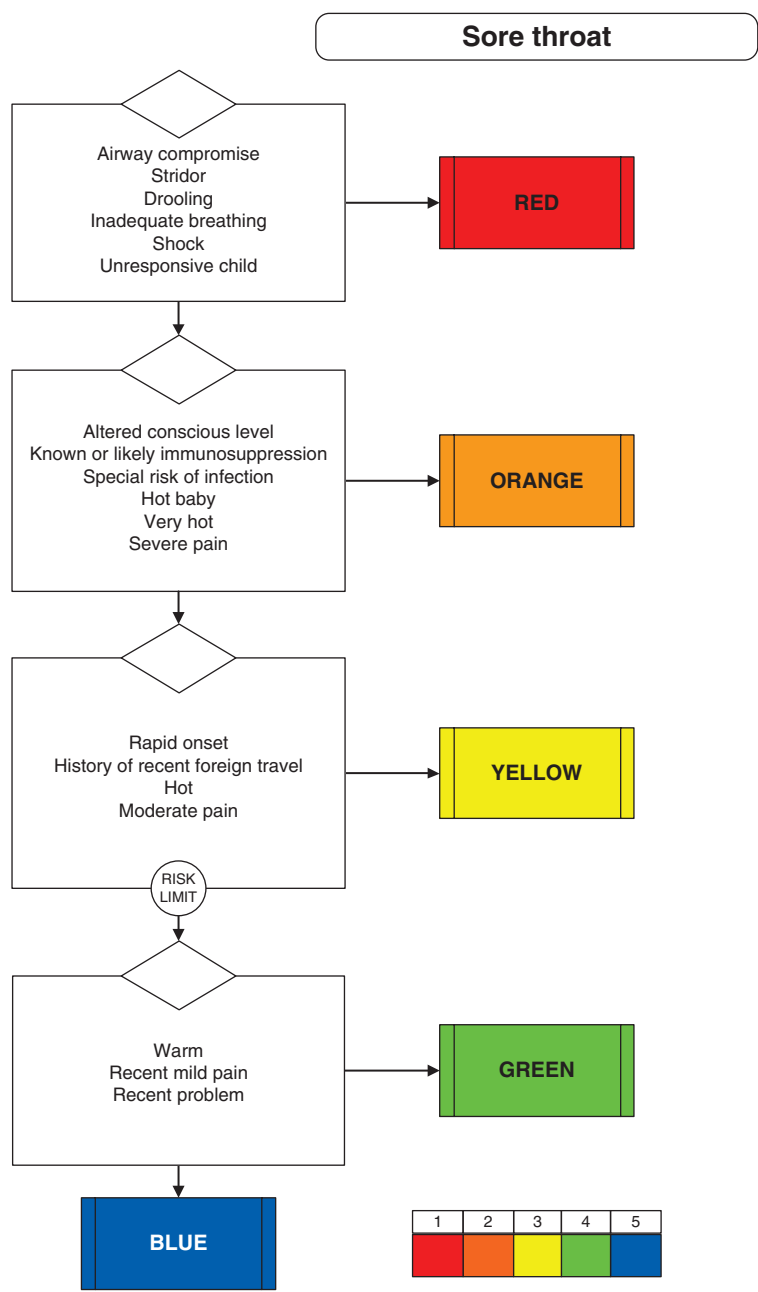 Sore throat
Airway compromise
Stridor
Drooling
Inadequate breathing
Shock
Unresponsive child
RED
Altered conscious level
Known or likely immunosuppression
Special risk of infection
Hot baby
Very hot
Severe pain
ORANGE
Rapid onset
History of recent foreign travel
Hot
Moderate pain
YELLOW
RISK
LIMIT
Warm
Recent mild pain
Recent problem
GREEN
BLUE
1 2 3 4 5